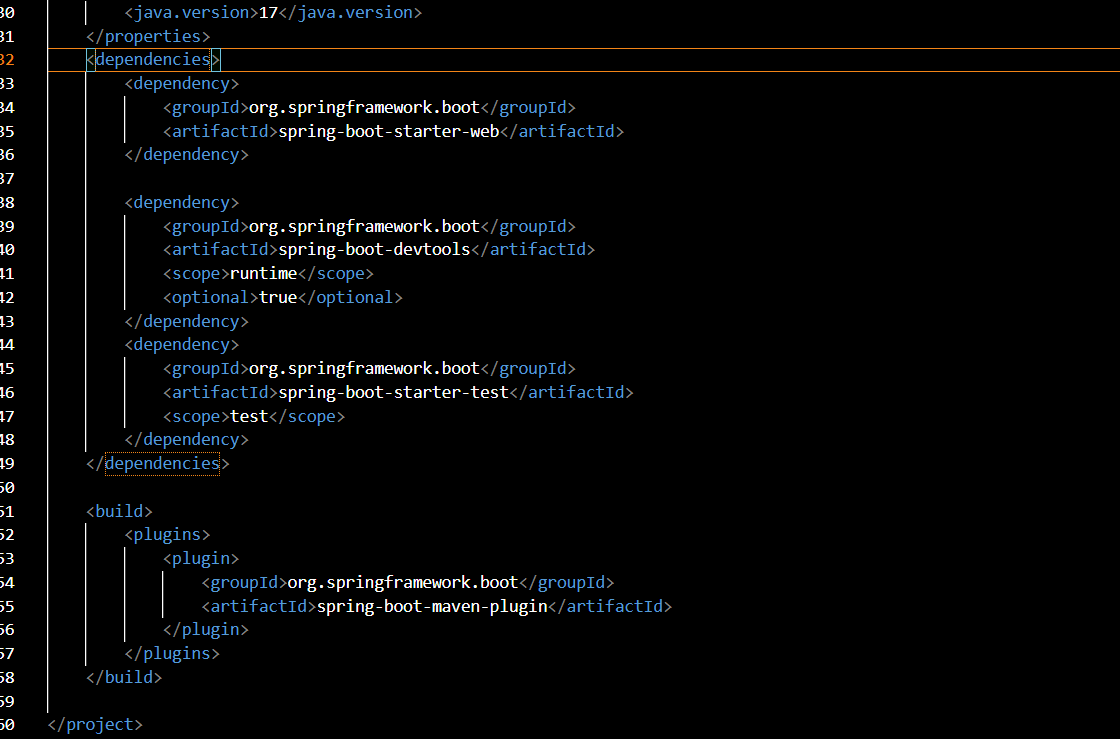 30 <java.version>17</java.version>
31 </properties>
32 <dependencies>
33 <dependency>
34 <groupId>org.springframework.boot</groupId>
35 <artifactId>spring-boot-starter-web</artifactId>
36 </dependency>
37
38 <dependency>
39 <groupId>org.springframework.boot</groupId>
40 <artifactId>spring-boot-devtools</artifactId>
41 <scope>runtime</scope>
42 <optional>true</optional>
43 </dependency>
44 <dependency>
45 <groupId>org.springframework.boot</groupId>
46 <artifactId>spring-boot-starter-test</artifactId>
47 <scope>test</scope>
48 </dependency>
49 </dependencies>
50
51 <build>
52 <plugins>
53 <plugin>
54 <groupId>org.springframework.boot</groupId>
55 <artifactId>spring-boot-maven-plugin</artifactId>
56 </plugin>
57 </plugins>
58 </build>
59
60 </project>